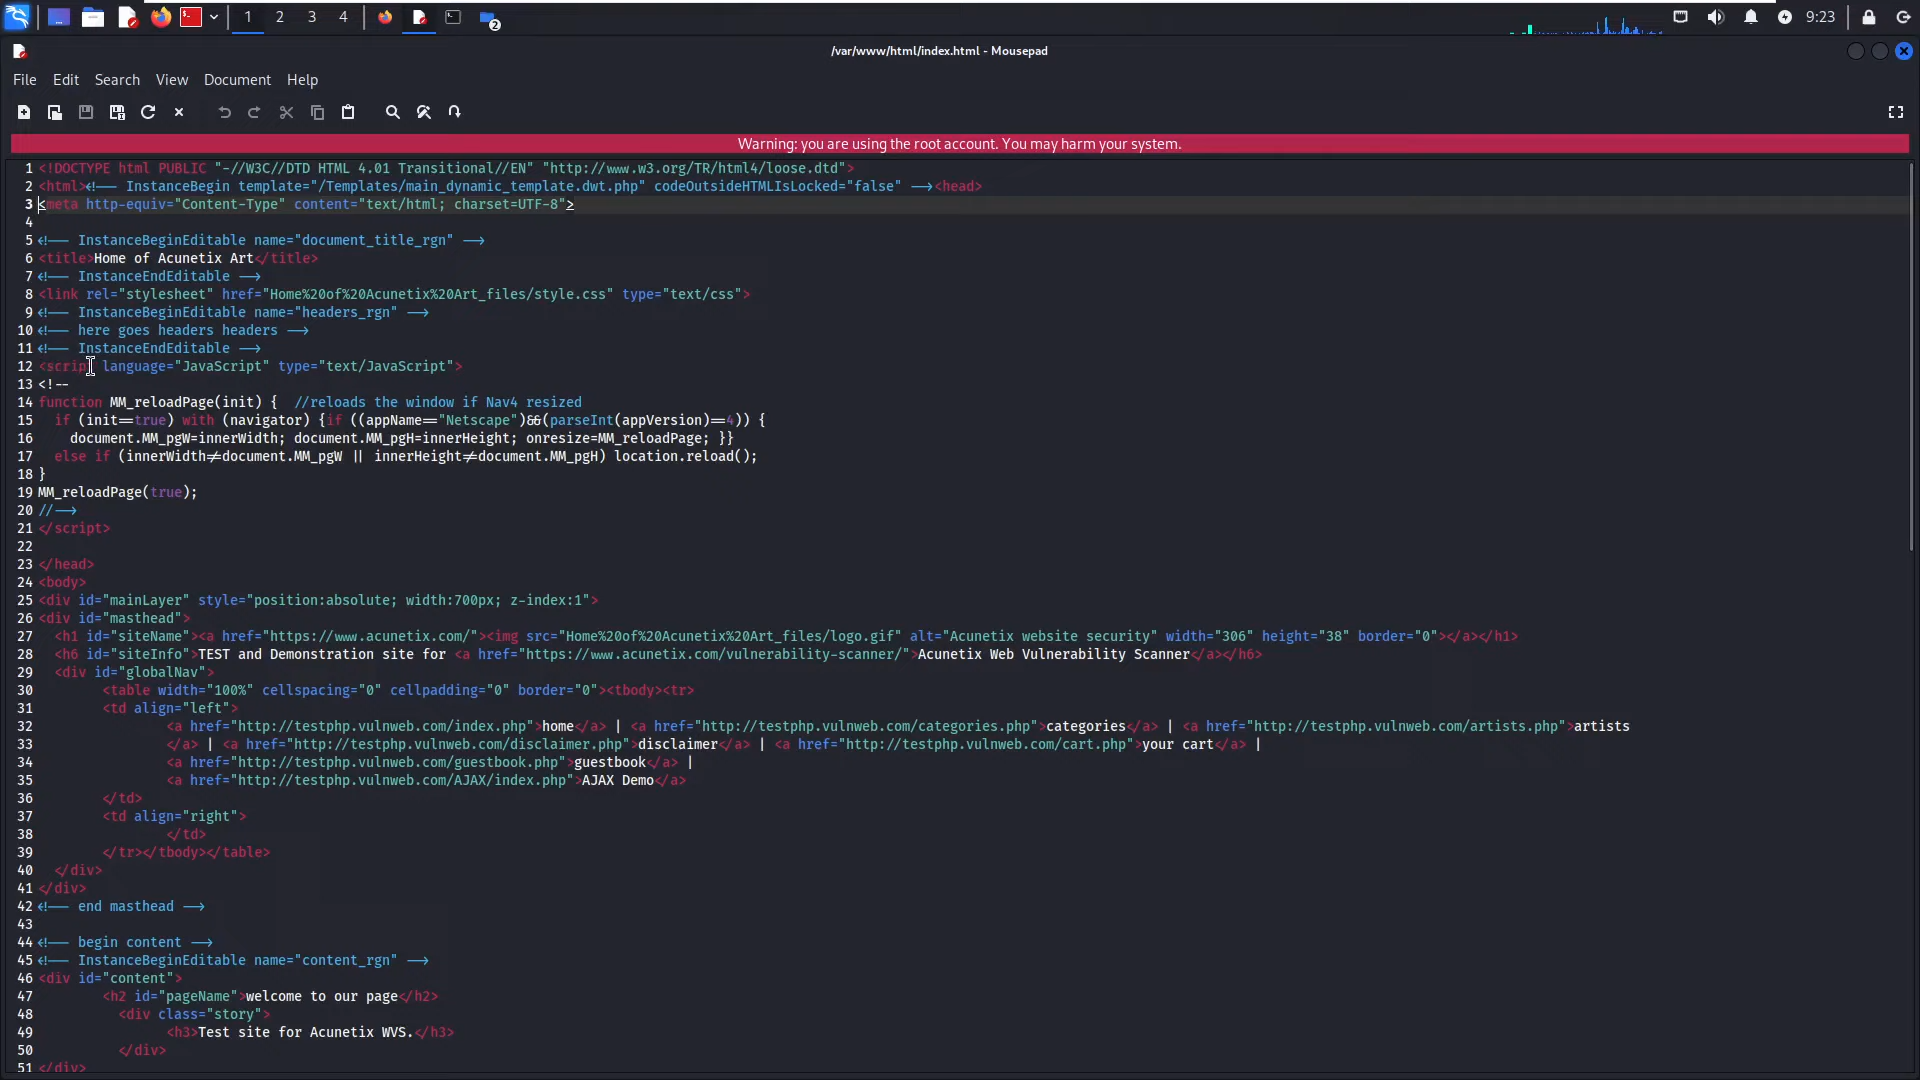 1 2 3 4 2 9:23
/var/www/html/index.html - Mousepad
File Edit Search View Document Help
Warning: you are using the root account. You may harm your system.
1 <!DOCTYPE html PUBLIC "-//W3C//DTD HTML 4.01 Transitional//EN" "http://www.w3.org/TR/html4/loose.dtd">
2 <html><!-- InstanceBegin template="/Templates/main_dynamic_template.dwt.php" codeOutsideHTMLIsLocked="false" --><head>
3 <meta http-equiv="Content-Type" content="text/html; charset=UTF-8">
4
5 <!-- InstanceBeginEditable name="document_title_rgn" -->
6 <title>Home of Acunetix Art</title>
7 <!-- InstanceEndEditable -->
8 <link rel="stylesheet" href="Home%20of%20Acunetix%20Art_files/style.css" type="text/css">
9 <!-- InstanceBeginEditable name="headers_rgn" -->
10 <!-- here goes headers headers -->
11 <!-- InstanceEndEditable -->
12 <script language="JavaScript" type="text/JavaScript">
13 <!--
14 function MM_reloadPage(init) {  //reloads the window if Nav4 resized
15   if (init==true) with (navigator) {if ((appName=="Netscape")&&(parseInt(appVersion)==4)) {
16     document.MM_pgW=innerWidth; document.MM_pgH=innerHeight; onresize=MM_reloadPage; }}
17   else if (innerWidth!=document.MM_pgW || innerHeight!=document.MM_pgH) location.reload();
18 }
19 MM_reloadPage(true);
20 //-->
21 </script>
22
23 </head>
24 <body>
25 <div id="mainLayer" style="position:absolute; width:700px; z-index:1">
26 <div id="masthead">
27   <h1 id="siteName"><a href="https://www.acunetix.com/"><img src="Home%20of%20Acunetix%20Art_files/logo.gif" alt="Acunetix website security" width="306" height="38" border="0"></a></h1>
28   <h6 id="siteInfo">TEST and Demonstration site for <a href="https://www.acunetix.com/vulnerability-scanner/">Acunetix Web Vulnerability Scanner</a></h6>
29   <div id="globalNav">
30         <table width="100%" cellspacing="0" cellpadding="0" border="0"><tbody><tr>
31         <td align="left">
32                 <a href="http://testphp.vulnweb.com/index.php">home</a> | <a href="http://testphp.vulnweb.com/categories.php">categories</a> | <a href="http://testphp.vulnweb.com/artists.php">artists
33                 </a> | <a href="http://testphp.vulnweb.com/disclaimer.php">disclaimer</a> | <a href="http://testphp.vulnweb.com/cart.php">your cart</a> |
34                 <a href="http://testphp.vulnweb.com/guestbook.php">guestbook</a> |
35                 <a href="http://testphp.vulnweb.com/AJAX/index.php">AJAX Demo</a>
36         </td>
37         <td align="right">
38                 </td>
39         </tr></tbody></table>
40   </div>
41 </div>
42 <!-- end masthead -->
43
44 <!-- begin content -->
45 <!-- InstanceBeginEditable name="content_rgn" -->
46 <div id="content">
47         <h2 id="pageName">welcome to our page</h2>
48           <div class="story">
49                 <h3>Test site for Acunetix WVS.</h3>
50           </div>
51 </div>